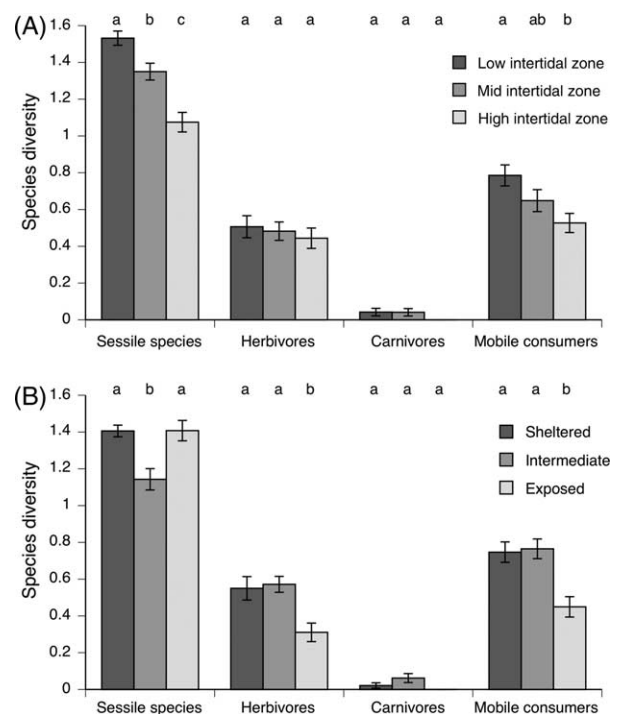 (A)
a b c a a a a a a a ab b
1.6
1.4
1.2
1
0.8
0.6
0.4
0.2
0
Species diversity
Low intertidal zone
Mid intertidal zone
High intertidal zone
Sessile species Herbivores Carnivores Mobile consumers
(B)
a b a a a b a a a a a b
1.6
1.4
1.2
1
0.8
0.6
0.4
0.2
0
Species diversity
Sheltered
Intermediate
Exposed
Sessile species Herbivores Carnivores Mobile consumers